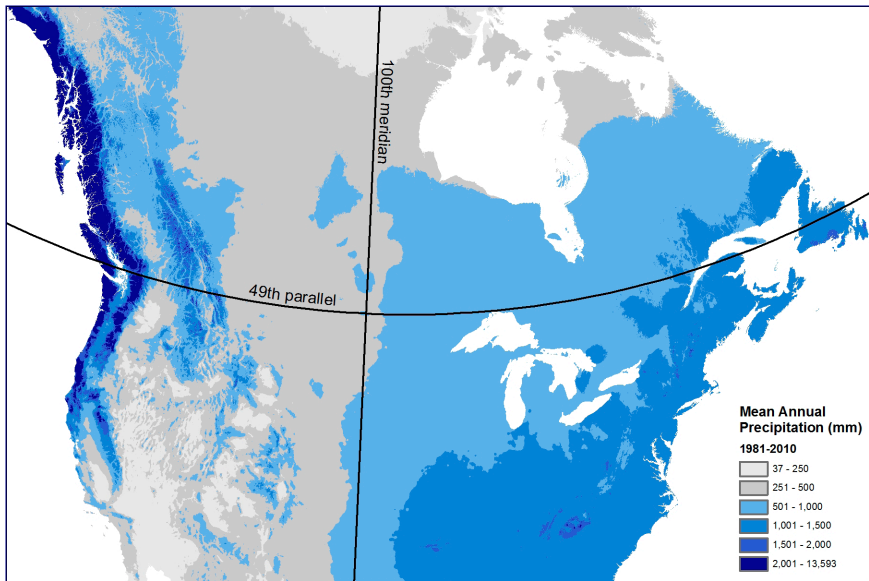 100th meridian
49th parallel
Mean Annual
Precipitation (mm)
1981-2010
37 - 250
251 - 500
501 - 1,000
1,001 - 1,500
1,501 - 2,000
2,001 - 13,593